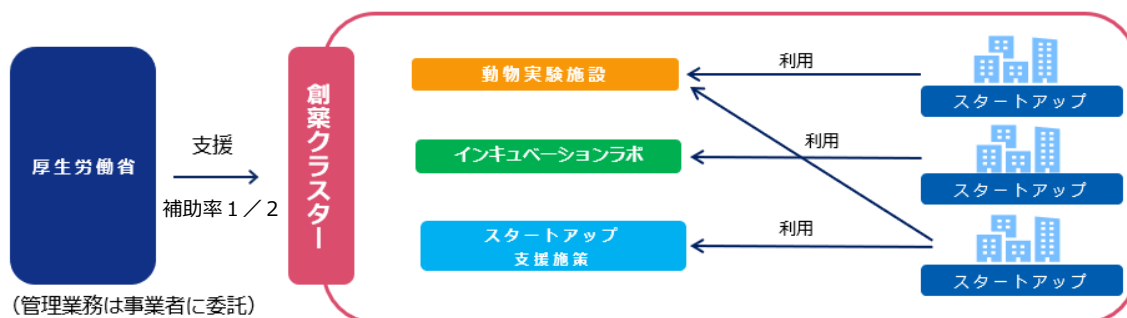 厚生労働省
(管理業務は事業者に委託)
支援
補助率1/2
創薬クラスター
動物実験施設
インキュベーションラボ
スタートアップ
支援施策
利用
利用
利用
スタートアップ
スタートアップ
スタートアップ